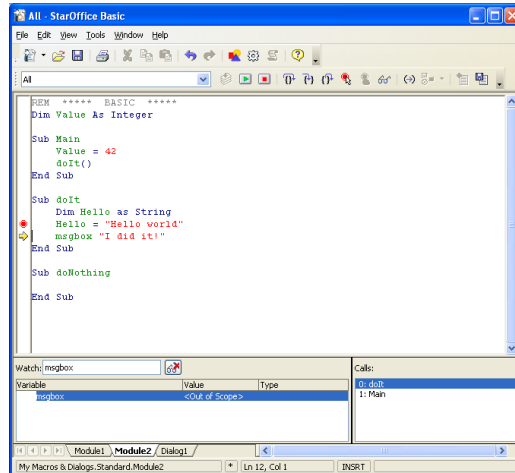 All - StarOffice Basic
File Edit View Tools Window Help
All
REM ***** BASIC *****
Dim Value As Integer
Sub Main
Value = 42
doIt()
End Sub
Sub doIt
Dim Hello as String
Hello = "Hello world"
msgbox "I did it!"
End Sub
Sub doNothing
End Sub
Watch: msgbox
Calls:
Variable Value Type
0: doIt
msgbox <Out of Scope>
1: Main
Module1 Module2 Dialog1
My Macros & Dialogs.Standard.Module2 * Ln 12, Col 1 INSRT